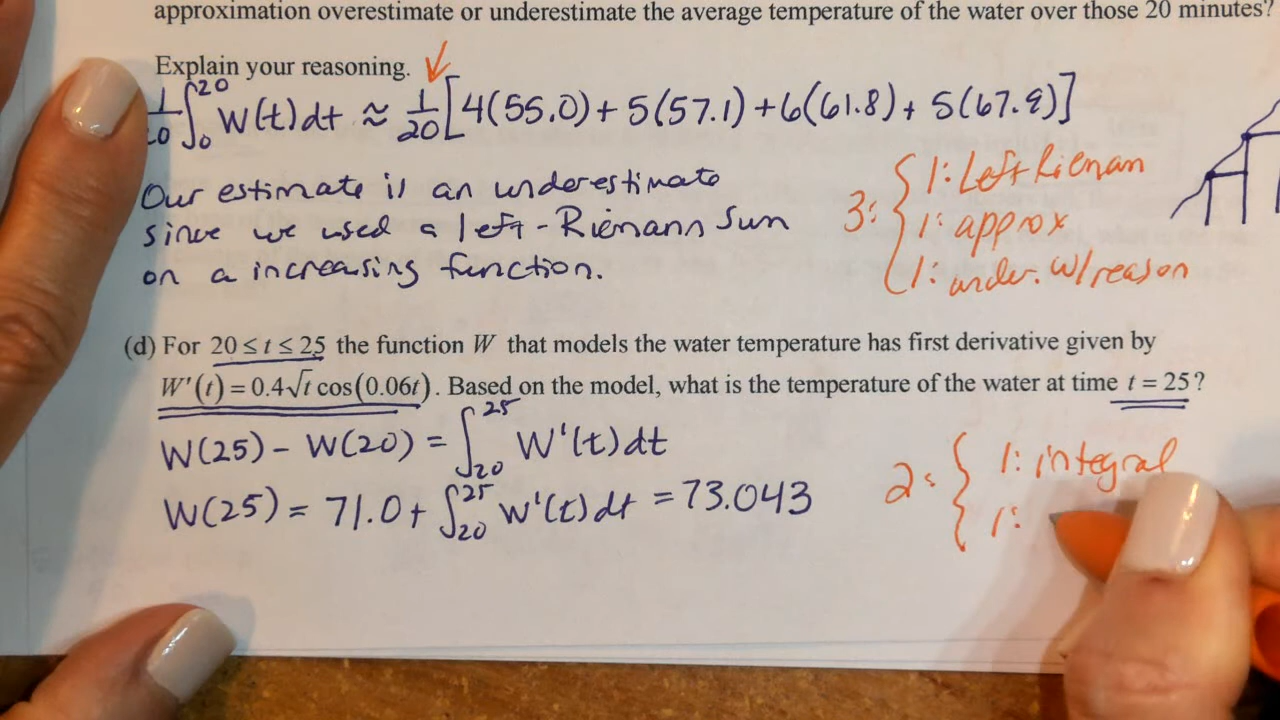 approximation overestimate or underestimate the average temperature of the water over those 20 minutes?
Explain your reasoning.
1/20 ∫₀²⁰ W(t)dt ≈ 1/20 [4(55.0) + 5(57.1) + 6(61.8) + 5(67.9)]
Our estimate is an underestimate
since we used a left-Riemann Sum
on a increasing function.
3: { 1: Left Rieman
1: approx
1: under. w/reason
(d) For 20 ≤ t ≤ 25 the function W that models the water temperature has first derivative given by
W′(t) = 0.4√t cos(0.06t). Based on the model, what is the temperature of the water at time t = 25?
W(25) - W(20) = ∫₂₀²⁵ W'(t)dt
W(25) = 71.0 + ∫₂₀²⁵ W'(t)dt = 73.043
2: { 1: integral
1: